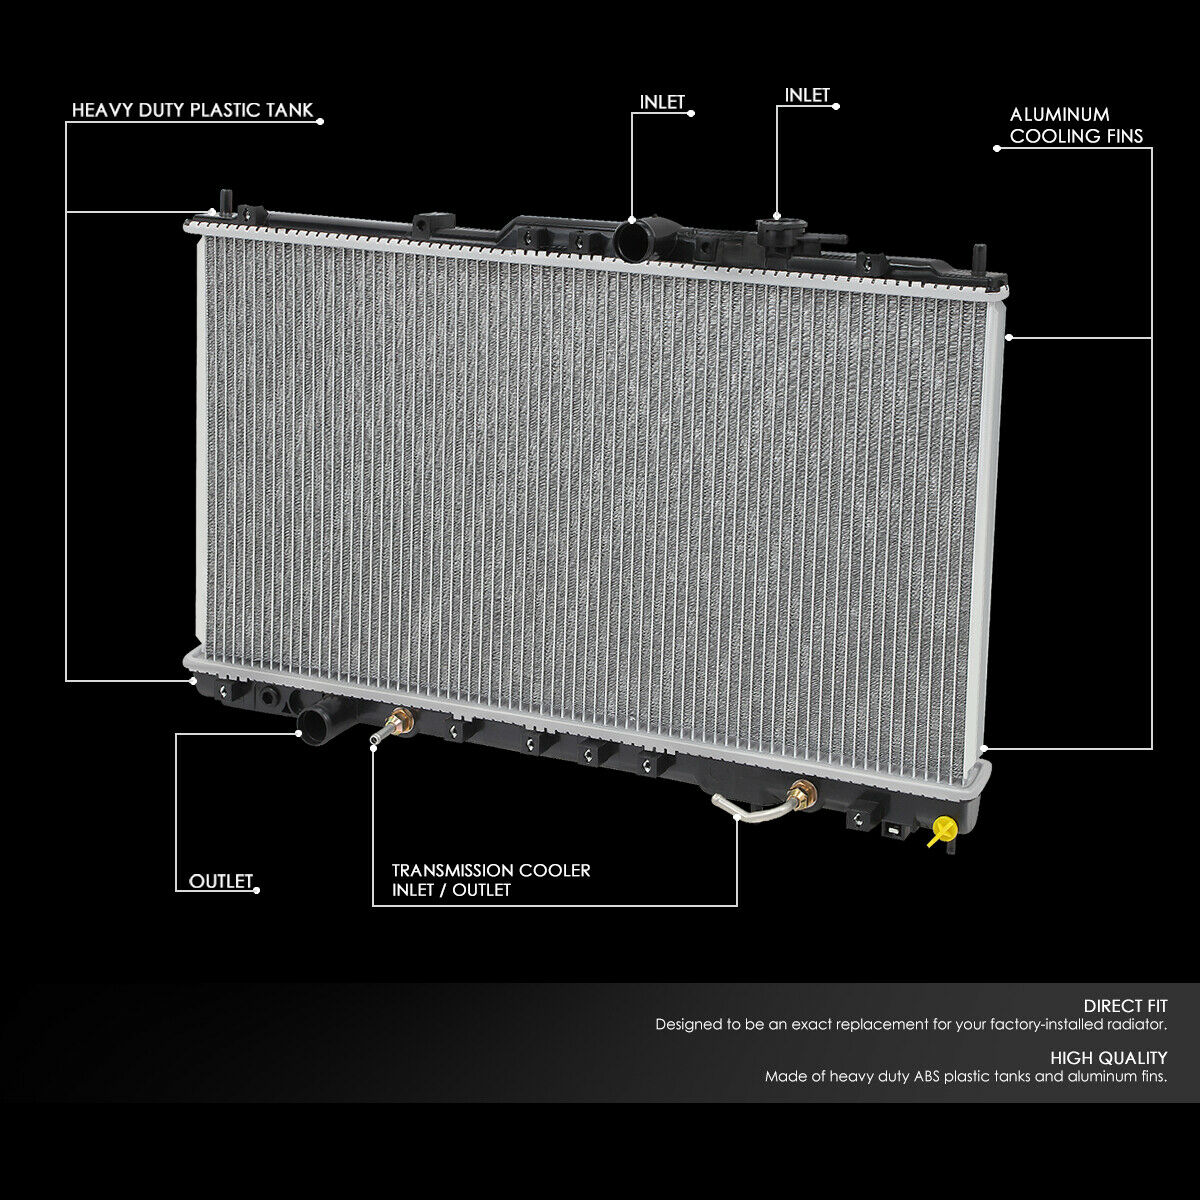 HEAVY DUTY PLASTIC TANK
INLET
INLET
ALUMINUM
COOLING FINS
OUTLET
TRANSMISSION COOLER
INLET / OUTLET
DIRECT FIT
Designed to be an exact replacement for your factory-installed radiator.
HIGH QUALITY
Made of heavy duty ABS plastic tanks and aluminum fins.